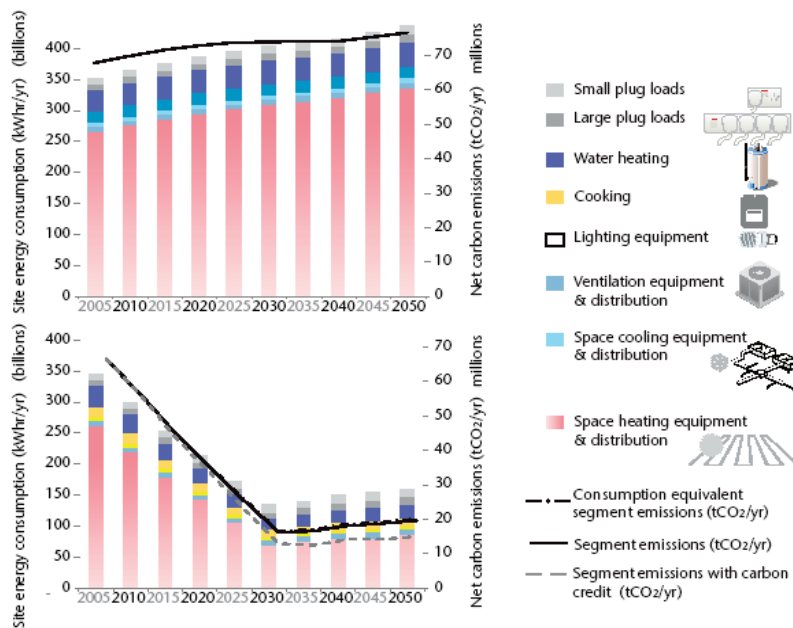 Site energy consumption (kWhr/yr) (billions)
400
350
300
250
200
150
100
50
0
70
60
50
40
30
20
10
0
Net carbon emissions (tCO2/yr) millions
2005 2010 2015 2020 2025 2030 2035 2040 2045 2050
Site energy consumption (kWhr/yr) (billions)
400
350
300
250
200
150
100
50
0
70
60
50
40
30
20
10
0
Net carbon emissions (tCO2/yr) millions
2005 2010 2015 2020 2025 2030 2035 2040 2045 2050
Small plug loads
Large plug loads
Water heating
Cooking
Lighting equipment
Ventilation equipment
& distribution
Space cooling equipment
& distribution
Space heating equipment
& distribution
Consumption equivalent
segment emissions (tCO2/yr)
Segment emissions (tCO2/yr)
Segment emissions with carbon
credit (tCO2/yr)